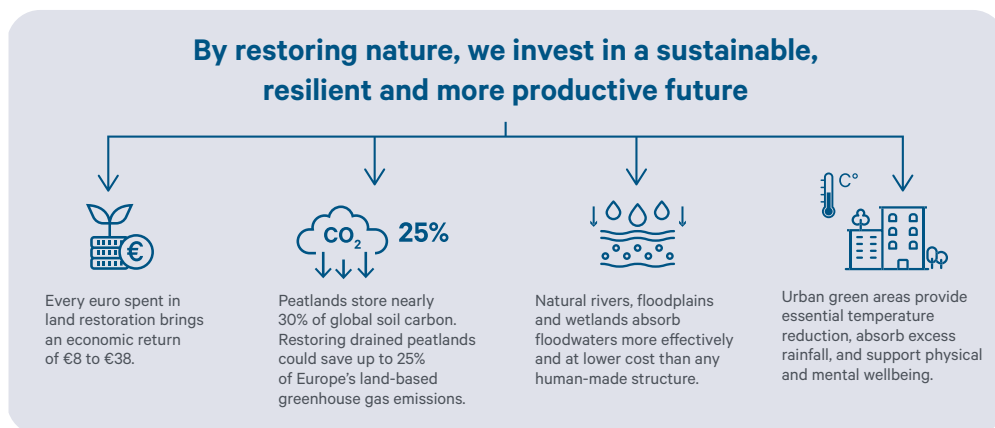 By restoring nature, we invest in a sustainable,
resilient and more productive future
€
Every euro spent in
land restoration brings
an economic return
of €8 to €38.
CO₂
25%
Peatlands store nearly
30% of global soil carbon.
Restoring drained peatlands
could save up to 25%
of Europe’s land-based
greenhouse gas emissions.
Natural rivers, floodplains
and wetlands absorb
floodwaters more effectively
and at lower cost than any
human-made structure.
C°
Urban green areas provide
essential temperature
reduction, absorb excess
rainfall, and support physical
and mental wellbeing.